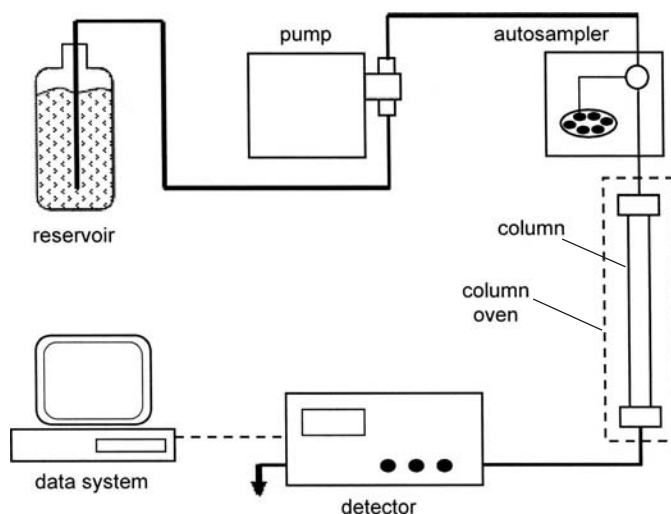 pump
autosampler
reservoir
column
column
oven
data system
detector